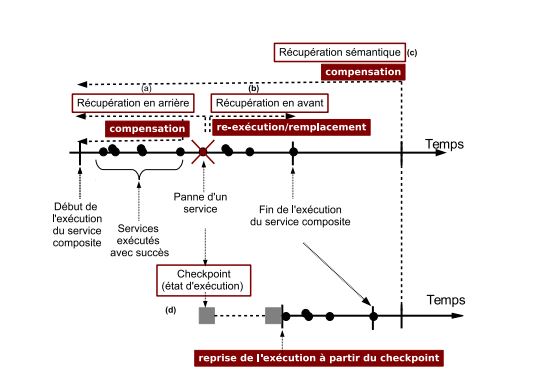 Récupération sémantique (c)
compensation
(a)
(b)
Récupération en arrière
Récupération en avant
compensation
re-exécution/remplacement
Temps
Début de
l'exécution
du service
composite
Services
exécutés
avec succès
Panne d'un
service
Fin de l'exécution
du service composite
Checkpoint
(état d'exécution)
(d)
Temps
reprise de l'exécution à partir du checkpoint